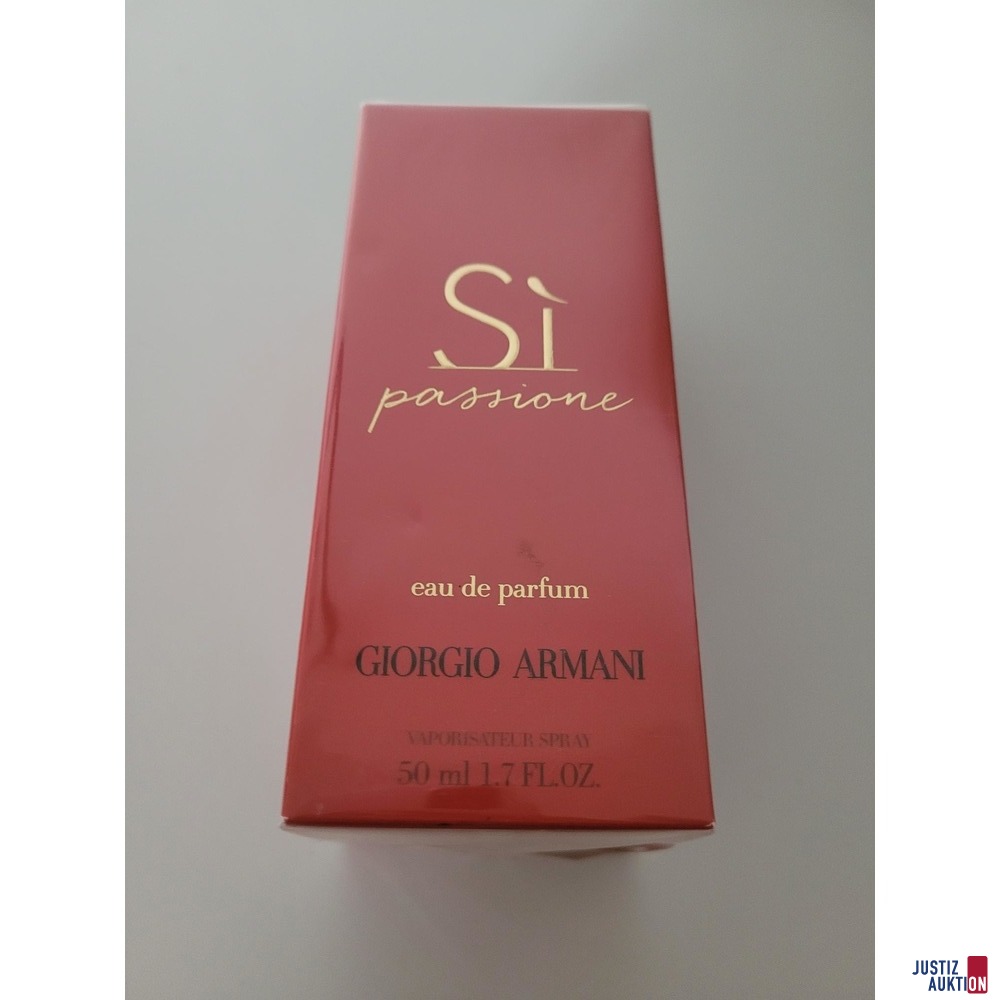 Sì
passione
eau de parfum
GIORGIO ARMANI
VAPORISATEUR SPRAY
50 ml 1.7 FL.OZ.
JUSTIZ
AUKTION